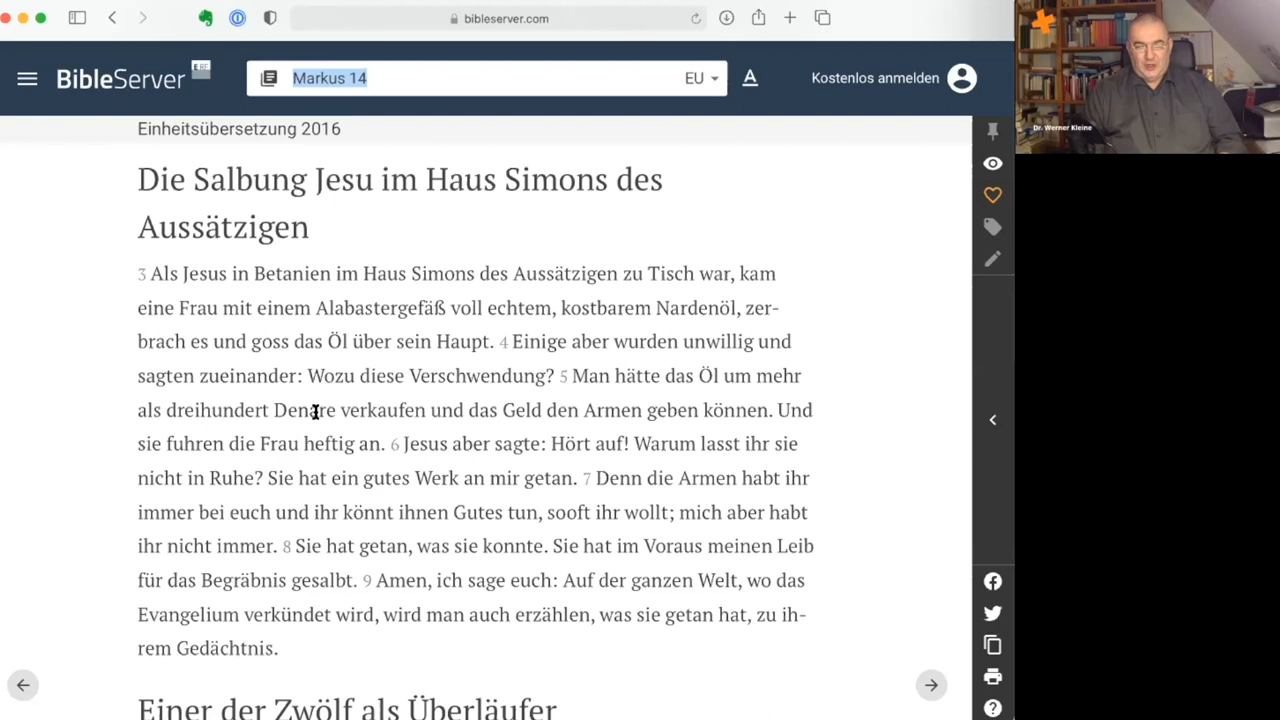 bibleserver.com
BibleServer
Markus 14
EU
A
Kostenlos anmelden
Dr. Werner Kleine
Einheitsübersetzung 2016
Die Salbung Jesu im Haus Simons des
Aussätzigen
3 Als Jesus in Betanien im Haus Simons des Aussätzigen zu Tisch war, kam
eine Frau mit einem Alabastergefäß voll echtem, kostbarem Nardenöl, zer-
brach es und goss das Öl über sein Haupt. 4 Einige aber wurden unwillig und
sagten zueinander: Wozu diese Verschwendung? 5 Man hätte das Öl um mehr
als dreihundert Denare verkaufen und das Geld den Armen geben können. Und
sie fuhren die Frau heftig an. 6 Jesus aber sagte: Hört auf! Warum lasst ihr sie
nicht in Ruhe? Sie hat ein gutes Werk an mir getan. 7 Denn die Armen habt ihr
immer bei euch und ihr könnt ihnen Gutes tun, sooft ihr wollt; mich aber habt
ihr nicht immer. 8 Sie hat getan, was sie konnte. Sie hat im Voraus meinen Leib
für das Begräbnis gesalbt. 9 Amen, ich sage euch: Auf der ganzen Welt, wo das
Evangelium verkündet wird, wird man auch erzählen, was sie getan hat, zu ih-
rem Gedächtnis.
Einer der Zwölf als Überläufer